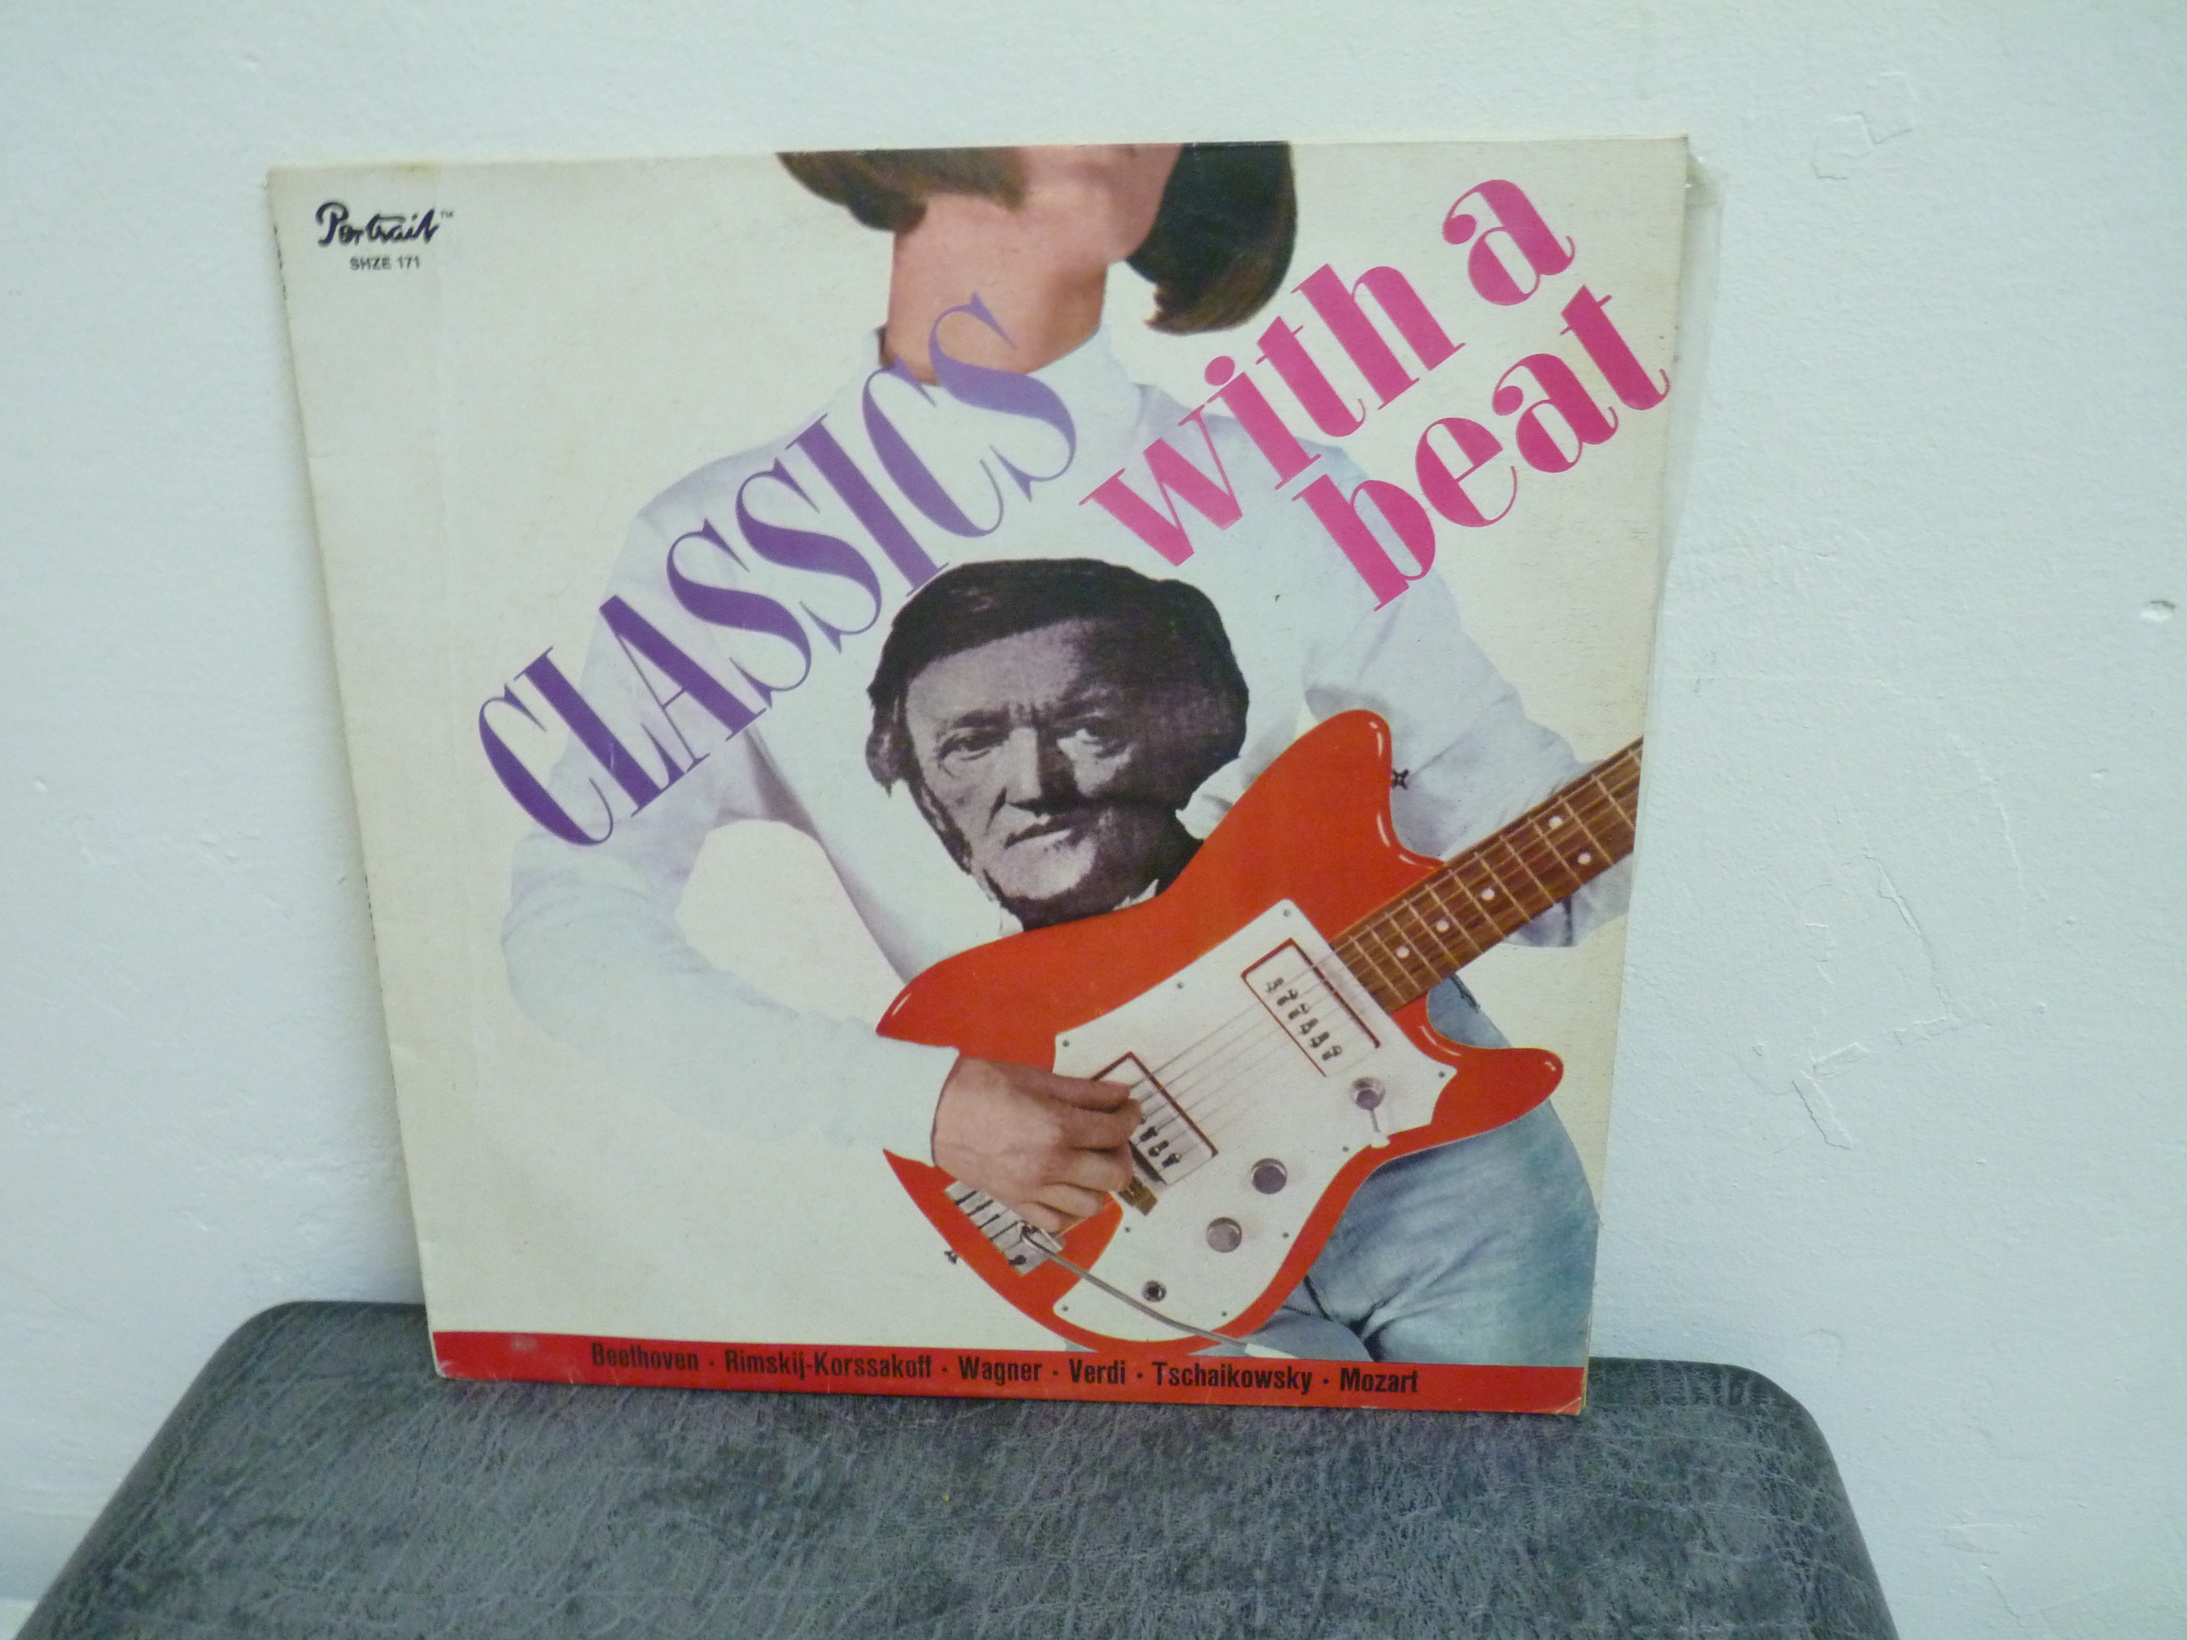 Portrait™
SHZE 171
CLASSICS
with a
beat
Beethoven · Rimskij-Korssakoff · Wagner · Verdi · Tschaikowsky · Mozart